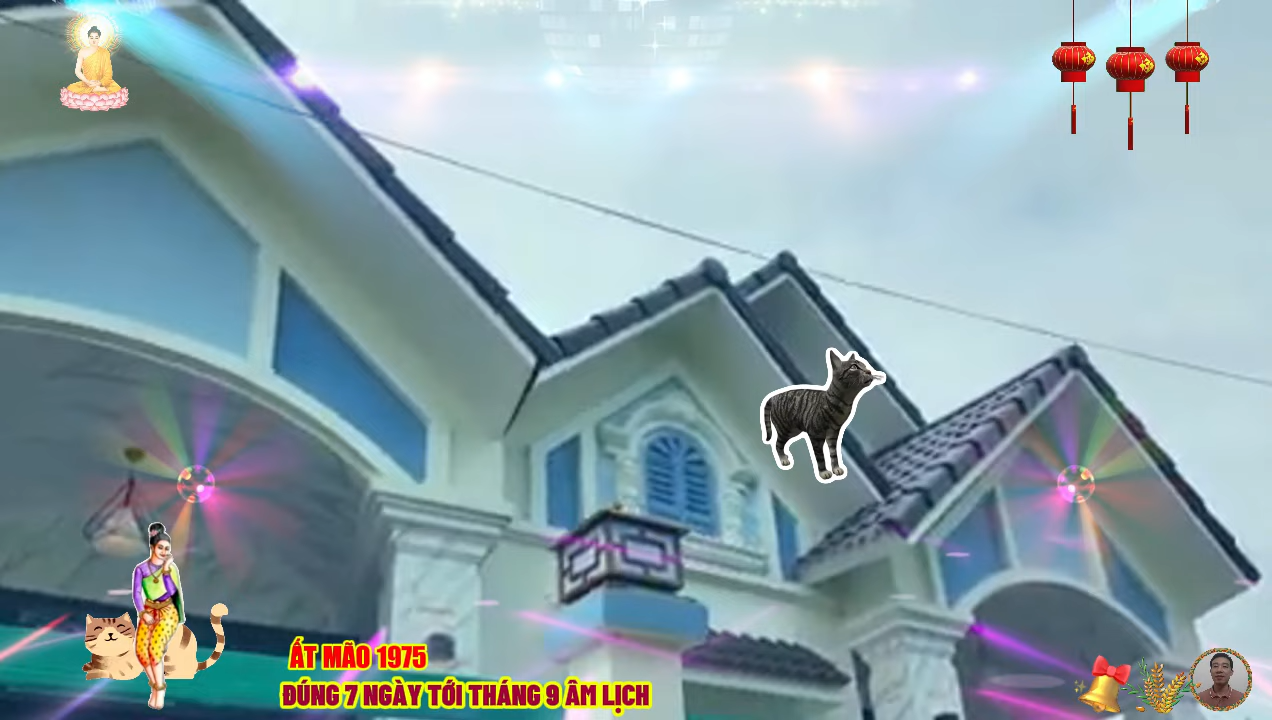 ẤT MÃO 1975
ĐÚNG 7 NGÀY TỚI THÁNG 9 ÂM LỊCH